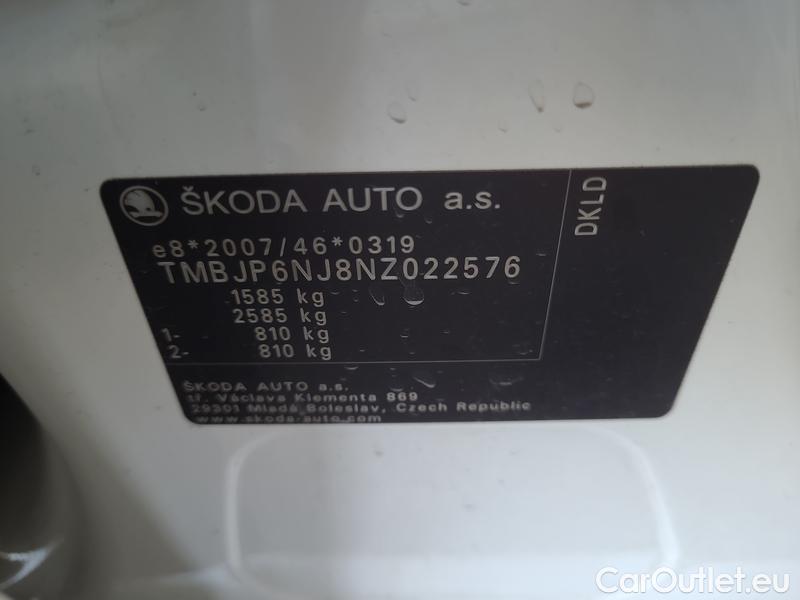 ŠKODA AUTO a.s.
DKLD
e8*2007/46*0319
TMBJP6NJ8NZ022576
1585 kg
2585 kg
1- 810 kg
2- 810 kg
ŠKODA AUTO a.s.
tř. Václava Klementa 869
29301 Mladá Boleslav, Czech Republic
www.skoda-auto.com
CarOutlet.eu